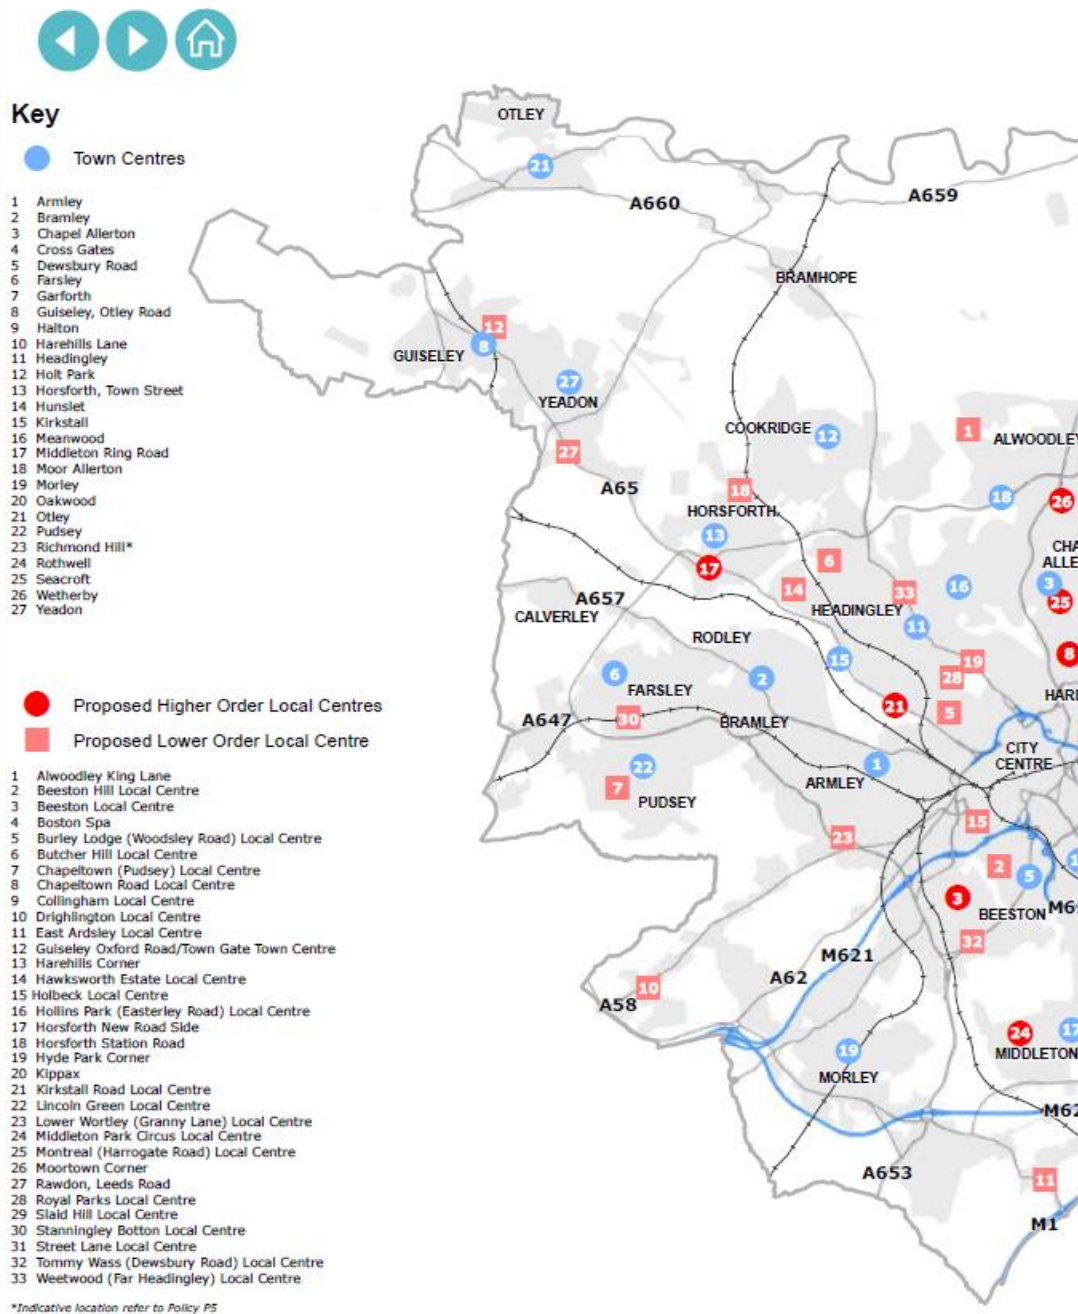 Key
Town Centres
1 Armley
2 Bramley
3 Chapel Allerton
4 Cross Gates
5 Dewsbury Road
6 Farsley
7 Garforth
8 Guiseley, Otley Road
9 Halton
10 Harehills Lane
11 Headingley
12 Holt Park
13 Horsforth, Town Street
14 Hunslet
15 Kirkstall
16 Meanwood
17 Middleton Ring Road
18 Moor Allerton
19 Morley
20 Oakwood
21 Otley
22 Pudsey
23 Richmond Hill*
24 Rothwell
25 Seacroft
26 Wetherby
27 Yeadon
Proposed Higher Order Local Centres
Proposed Lower Order Local Centre
1 Alwoodley King Lane
2 Beeston Hill Local Centre
3 Beeston Local Centre
4 Boston Spa
5 Burley Lodge (Woodsley Road) Local Centre
6 Butcher Hill Local Centre
7 Chapeltown (Pudsey) Local Centre
8 Chapeltown Road Local Centre
9 Collingham Local Centre
10 Drighlington Local Centre
11 East Ardsley Local Centre
12 Guiseley Oxford Road/Town Gate Town Centre
13 Harehills Corner
14 Hawksworth Estate Local Centre
15 Holbeck Local Centre
16 Hollins Park (Easterley Road) Local Centre
17 Horsforth New Road Side
18 Horsforth Station Road
19 Hyde Park Corner
20 Kippax
21 Kirkstall Road Local Centre
22 Lincoln Green Local Centre
23 Lower Wortley (Granny Lane) Local Centre
24 Middleton Park Circus Local Centre
25 Montreal (Harrogate Road) Local Centre
26 Moortown Corner
27 Rawdon, Leeds Road
28 Royal Parks Local Centre
29 Slaid Hill Local Centre
30 Stanningley Botton Local Centre
31 Street Lane Local Centre
32 Tommy Wass (Dewsbury Road) Local Centre
33 Weetwood (Far Headingley) Local Centre
*Indicative location refer to Policy P5
OTLEY
21
A660
A659
BRAMHOPE
12
8
GUISELEY
27
YEADON
COOKRIDGE
12
1
ALWOODLEY
27
A65
18
18
26
HORSFORTH
13
CHA
ALLE
17
6
14
33
16
3
25
A657
HEADINGLEY
CALVERLEY
11
RODLEY
15
19
8
6
FARSLEY
2
28
HARE
21
5
A647
30
BRAMLEY
CITY
CENTRE
22
1
7
ARMLEY
PUDSEY
15
23
2
5
1
3
BEESTON
M6
32
M621
A62
10
A58
24
17
19
MIDDLETON
MORLEY
M62
A653
11
M1